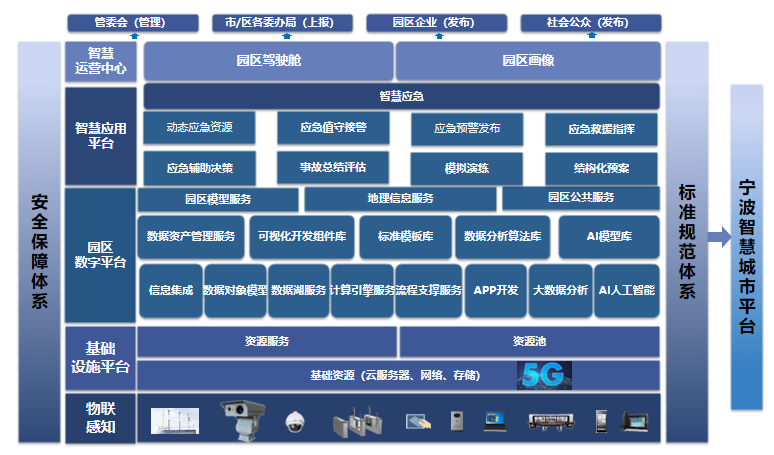 管委会（管理）
市/区各委办局（上报）
园区企业（发布）
社会公众（发布）
智慧
运营中心
园区驾驶舱
园区画像
智慧应用
平台
智慧应急
动态应急资源
应急值守接警
应急预警发布
应急救援指挥
应急辅助决策
事故总结评估
模拟演练
结构化预案
园区
数字平台
园区模型服务
地理信息服务
园区公共服务
数据资产管理服务
可视化开发组件库
标准模板库
数据分析算法库
AI模型库
信息集成
数据对象模型
数据湖服务
计算引擎服务
流程支撑服务
APP开发
大数据分析
AI人工智能
基础
设施平台
资源服务
资源池
基础资源（云服务器、网络、存储）
5G
物联
感知
安全保障体系
标准规范体系
宁波智慧城市平台